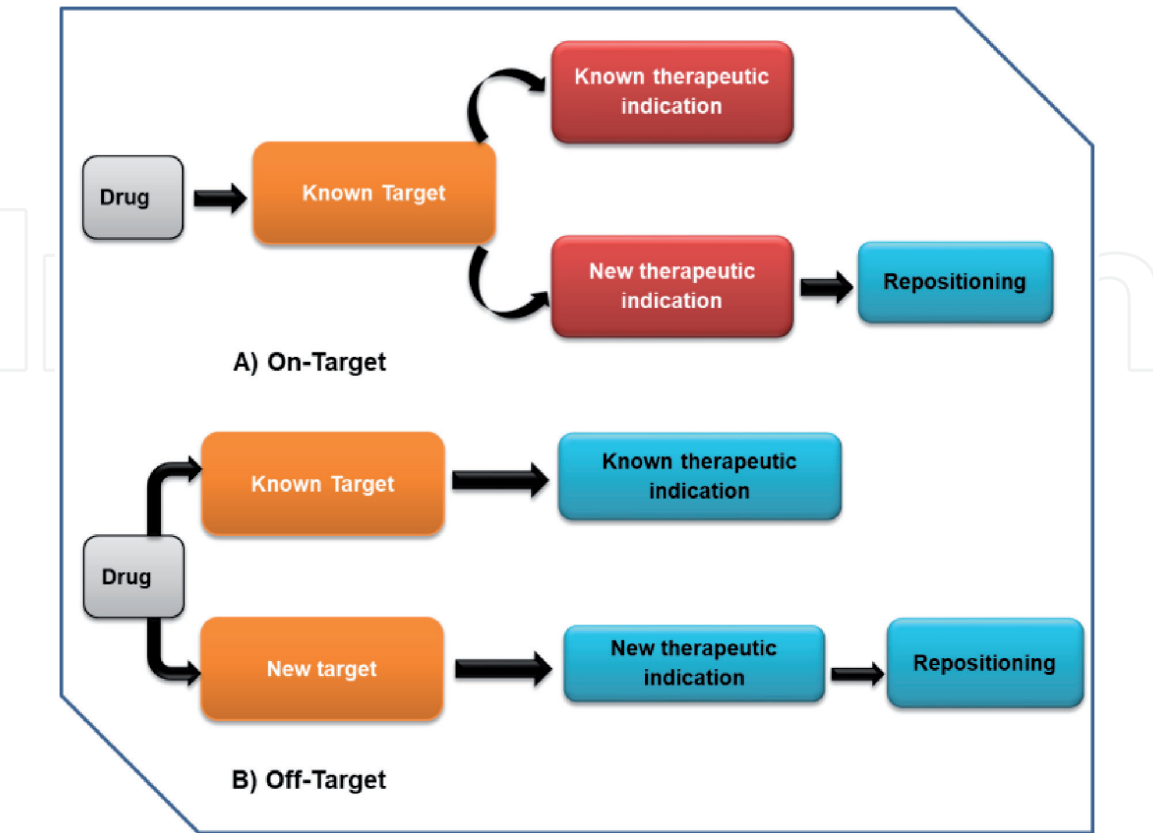 Known therapeutic
indication
Drug
Known Target
New therapeutic
indication
Repositioning
A) On-Target
Known Target
Known therapeutic
indication
Drug
New target
New therapeutic
indication
Repositioning
B) Off-Target